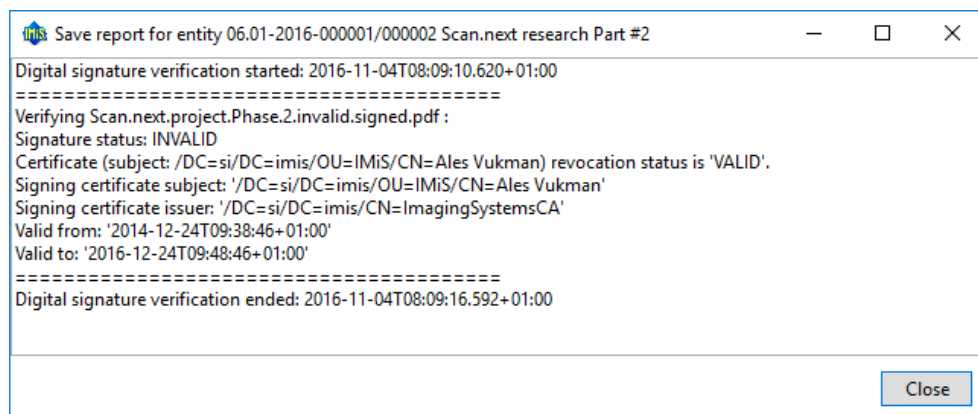 IMiS Save report for entity 06.01-2016-000001/000002 Scan.next research Part #2
Digital signature verification started: 2016-11-04T08:09:10.620+01:00
========================================
Verifying Scan.next.project.Phase.2.invalid.signed.pdf :
Signature status: INVALID
Certificate (subject: /DC=si/DC=imis/OU=IMiS/CN=Ales Vukman) revocation status is 'VALID'.
Signing certificate subject: '/DC=si/DC=imis/OU=IMiS/CN=Ales Vukman'
Signing certificate issuer: '/DC=si/DC=imis/CN=ImagingSystemsCA'
Valid from: '2014-12-24T09:38:46+01:00'
Valid to: '2016-12-24T09:48:46+01:00'
========================================
Digital signature verification ended: 2016-11-04T08:09:16.592+01:00
Close